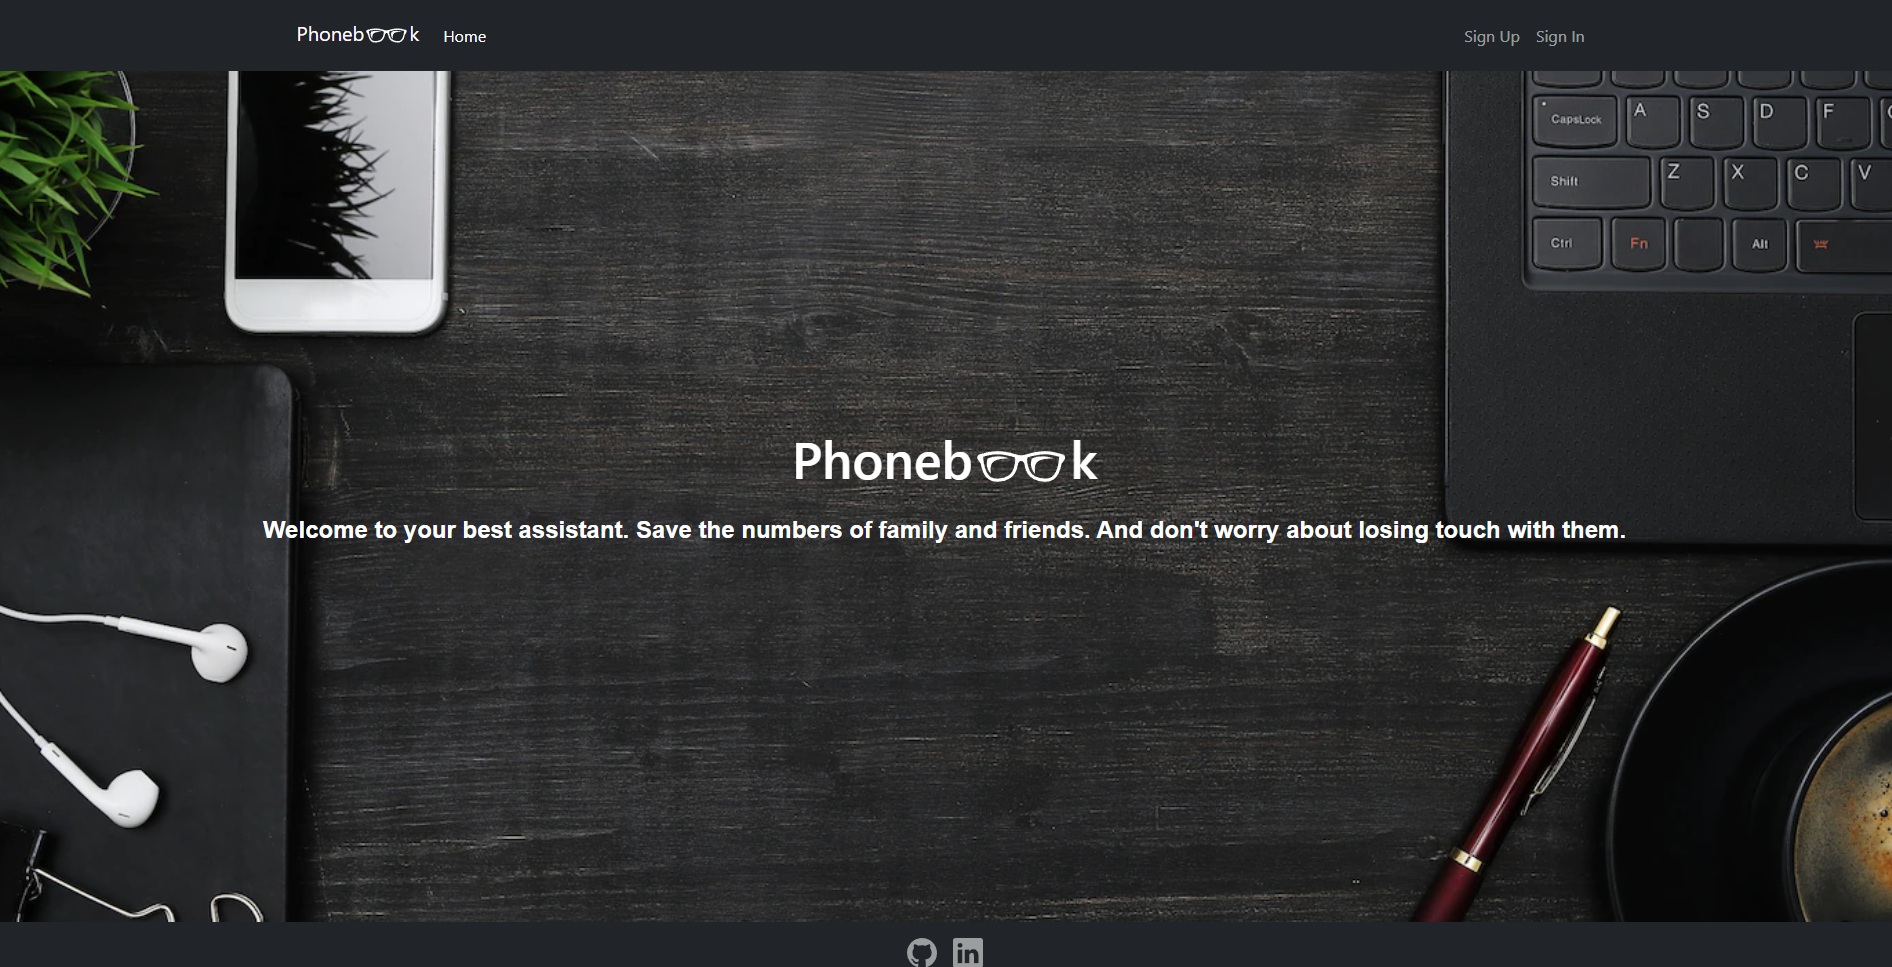 Phonebook Home Sign Up Sign In
CapsLock A S D F
Shift Z X C V
Ctrl Fn Alt
Phonebook
Welcome to your best assistant. Save the numbers of family and friends. And don't worry about losing touch with them.
in